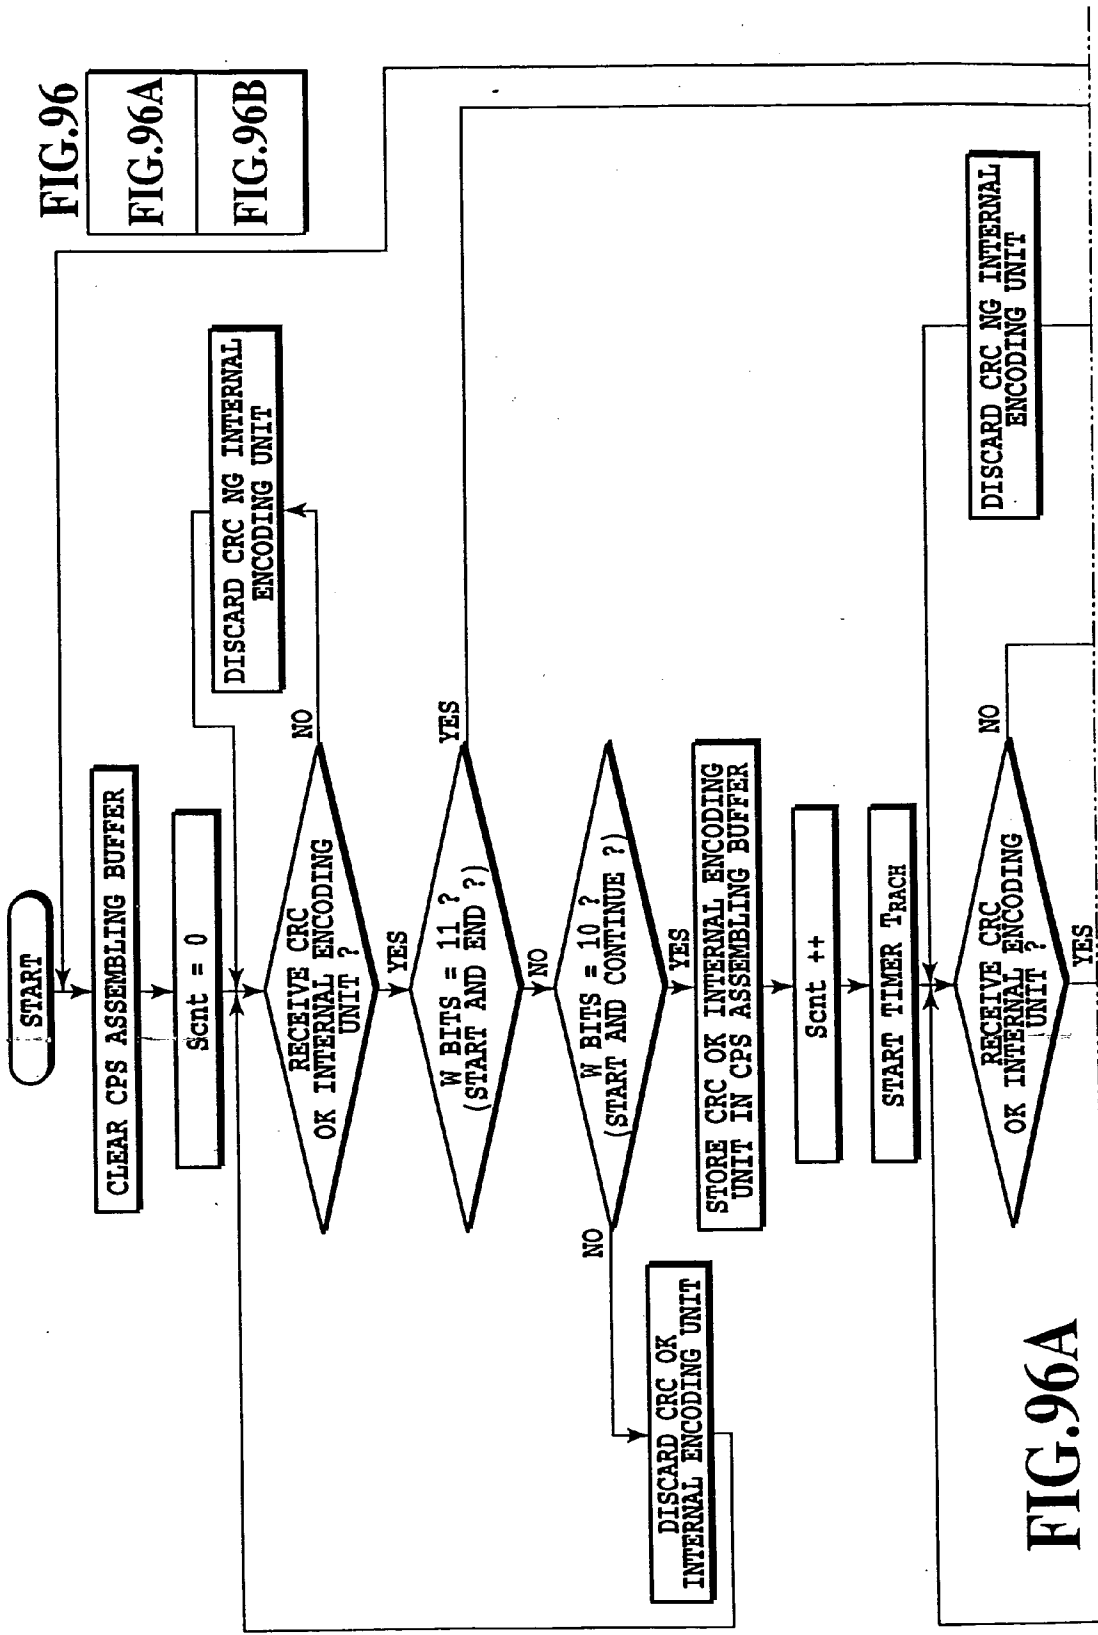 FIG.96
FIG.96A
FIG.96B
START
CLEAR CPS ASSEMBLING BUFFER
Scnt = 0
RECEIVE CRC
OK INTERNAL ENCODING
UNIT ?
NO
DISCARD CRC NG INTERNAL
ENCODING UNIT
YES
W BITS = 11 ?
(START AND END ?)
YES
NO
W BITS = 10 ?
(START AND CONTINUE ?)
NO
DISCARD CRC OK
INTERNAL ENCODING UNIT
YES
STORE CRC OK INTERNAL ENCODING
UNIT IN CPS ASSEMBLING BUFFER
Scnt ++
START TIMER TRACH
RECEIVE CRC
OK INTERNAL ENCODING
UNIT ?
NO
DISCARD CRC NG INTERNAL
ENCODING UNIT
YES
FIG.96A